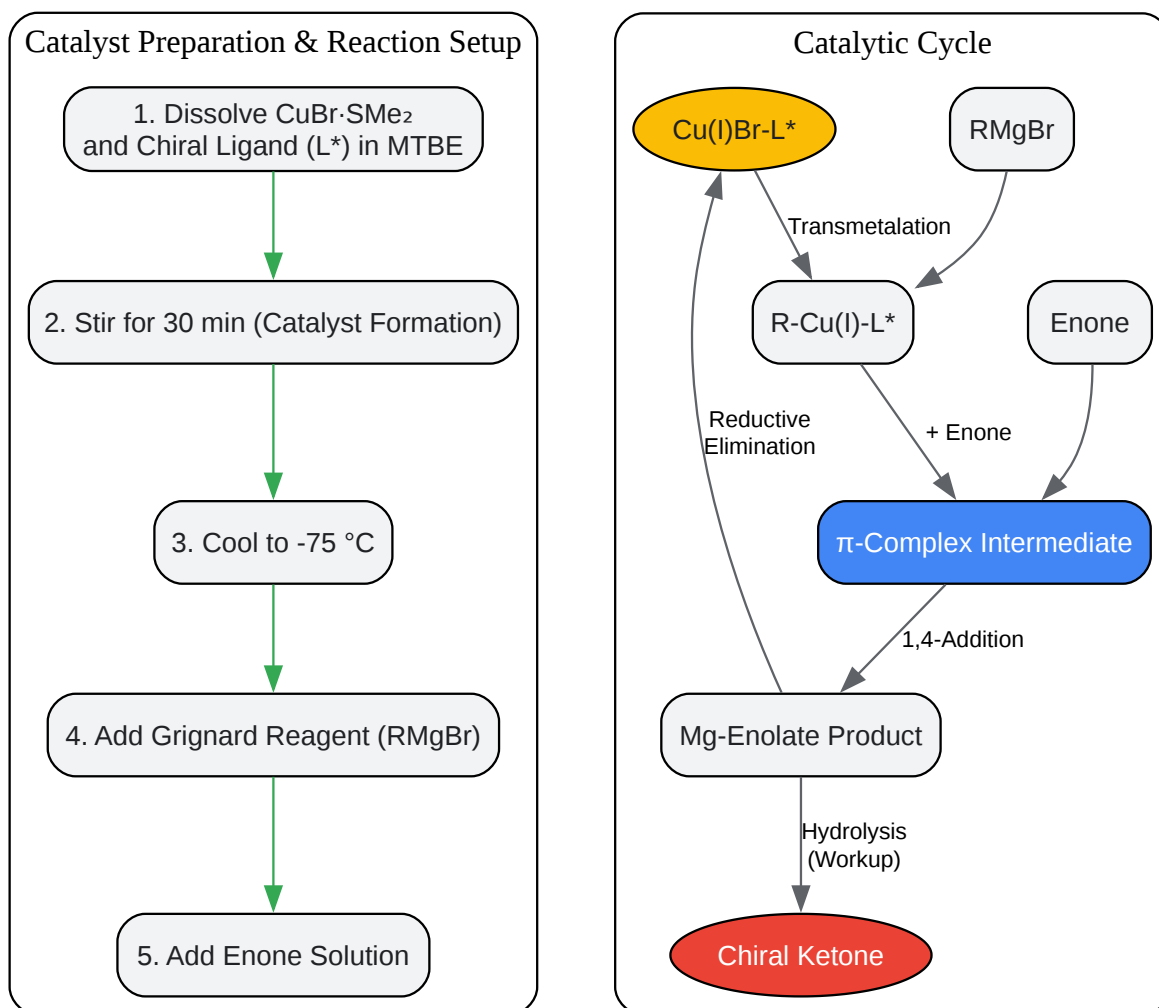 Catalyst Preparation & Reaction Setup
1. Dissolve CuBr·SMe₂
and Chiral Ligand (L*) in MTBE
2. Stir for 30 min (Catalyst Formation)
3. Cool to -75 °C
4. Add Grignard Reagent (RMgBr)
5. Add Enone Solution
Catalytic Cycle
Cu(I)Br-L*
RMgBr
Transmetalation
R-Cu(I)-L*
Enone
Reductive
Elimination
+ Enone
π-Complex Intermediate
1,4-Addition
Mg-Enolate Product
Hydrolysis
(Workup)
Chiral Ketone